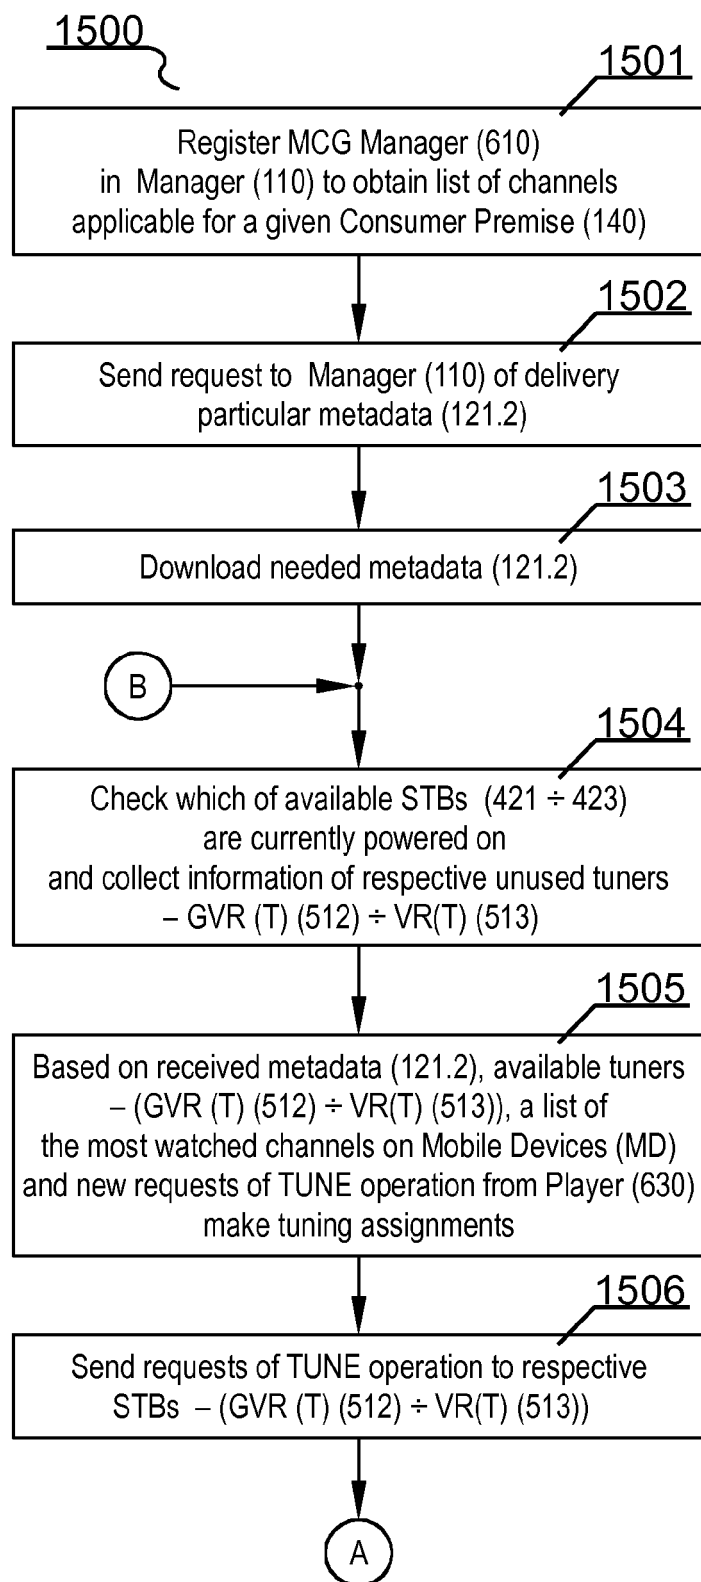 1500
1501
Register MCG Manager (610)
in Manager (110) to obtain list of channels
applicable for a given Consumer Premise (140)
1502
Send request to Manager (110) of delivery
particular metadata (121.2)
1503
Download needed metadata (121.2)
B
1504
Check which of available STBs (421 ÷ 423)
are currently powered on
and collect information of respective unused tuners
– GVR (T) (512) ÷ VR(T) (513)
1505
Based on received metadata (121.2), available tuners
– (GVR (T) (512) ÷ VR(T) (513)), a list of
the most watched channels on Mobile Devices (MD)
and new requests of TUNE operation from Player (630)
make tuning assignments
1506
Send requests of TUNE operation to respective
STBs – (GVR (T) (512) ÷ VR(T) (513))
A